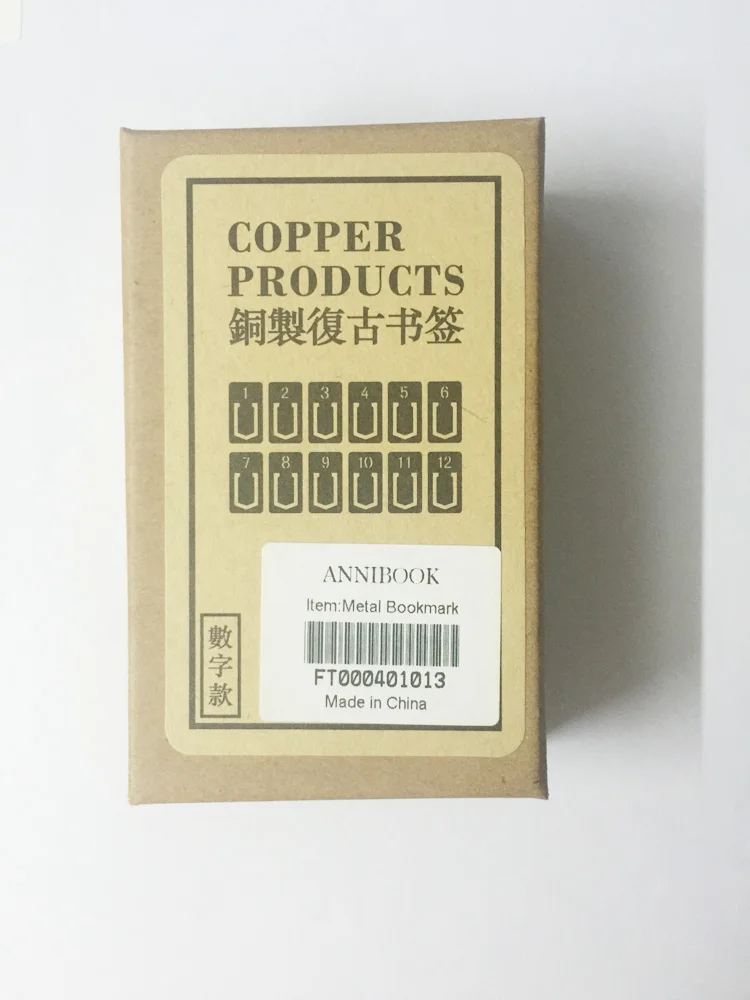 COPPER
PRODUCTS
銅製復古书签
1 2 3 4 5 6
7 8 9 10 11 12
ANNIBOOK
Item:Metal Bookmark
FT000401013
Made in China
數字款